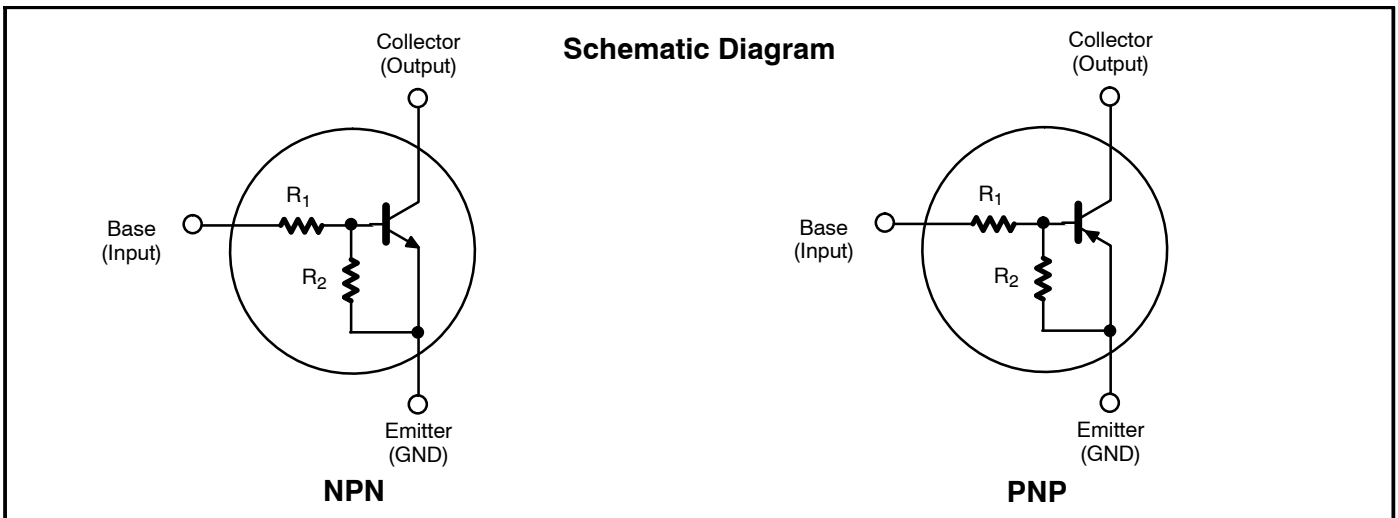 Schematic Diagram
Collector
(Output)
R1
Base
(Input)
R2
Emitter
(GND)
NPN
Collector
(Output)
R1
Base
(Input)
R2
Emitter
(GND)
PNP